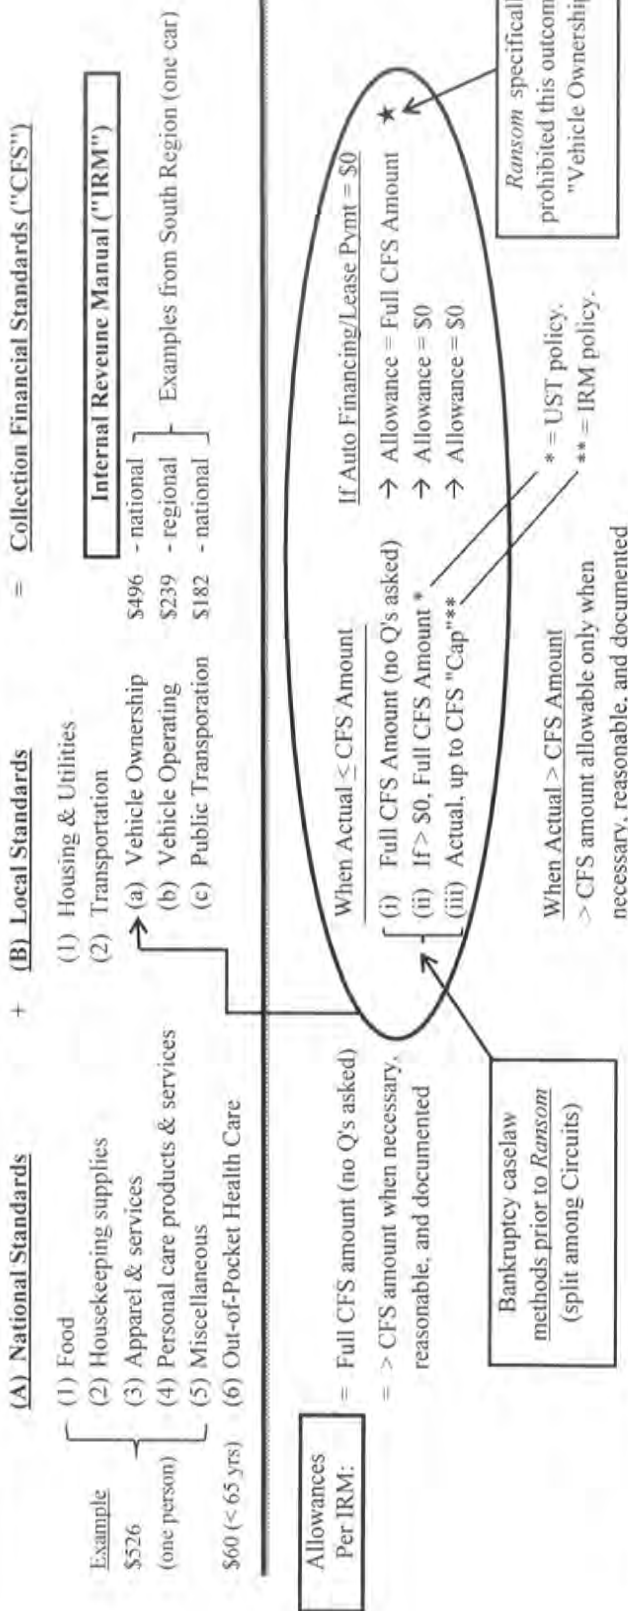 (A) National Standards + (B) Local Standards = Collection Financial Standards ("CFS")
Example
$526
(one person)
$60 (< 65 yrs)
(1) Food
(2) Housekeeping supplies
(3) Apparel & services
(4) Personal care products & services
(5) Miscellaneous
(6) Out-of-Pocket Health Care
(1) Housing & Utilities
(2) Transportation
(a) Vehicle Ownership $496 - national
(b) Vehicle Operating $239 - regional
(c) Public Transportation $182 - national
Internal Reveune Manual ("IRM")
Examples from South Region (one car)
Allowances
Per IRM:
= Full CFS amount (no Q's asked)
= > CFS amount when necessary,
reasonable, and documented
When Actual ≤ CFS Amount
(i) Full CFS Amount (no Q's asked)
(ii) If > $0, Full CFS Amount *
(iii) Actual, up to CFS "Cap"**
If Auto Financing/Lease Pymt = $0
→ Allowance = Full CFS Amount ★
→ Allowance = $0
→ Allowance = $0
Bankruptcy caselaw
methods prior to Ransom
(split among Circuits)
When Actual > CFS Amount
> CFS amount allowable only when
necessary, reasonable, and documented
* = UST policy.
** = IRM policy.
Ransom
prohibited this
"Vehicle